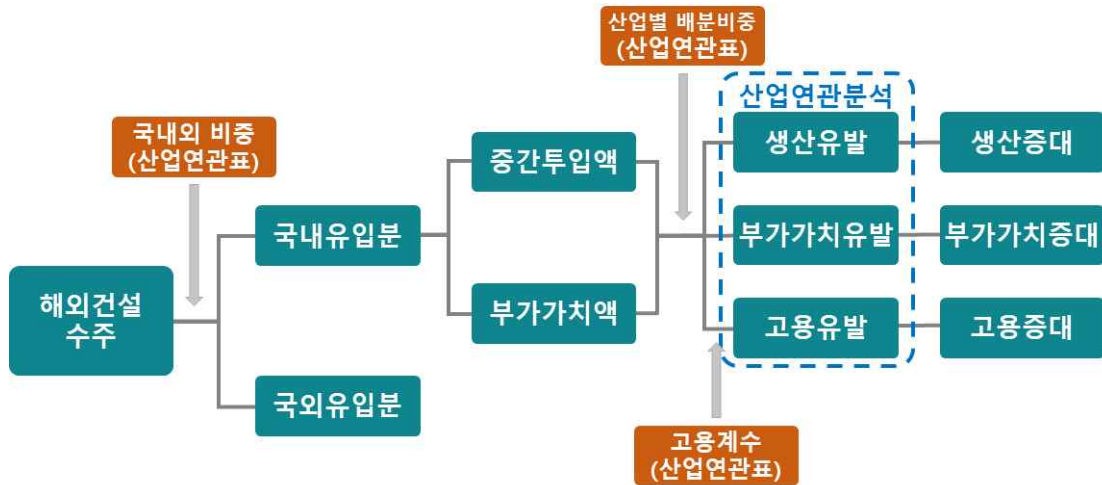 산업별 배분비중
(산업연관표)
산업연관분석
국내외 비중
(산업연관표)
중간투입액
생산유발
생산증대
국내유입분
부가가치유발
부가가치증대
해외건설
수주
부가가치액
고용유발
고용증대
국외유입분
고용계수
(산업연관표)